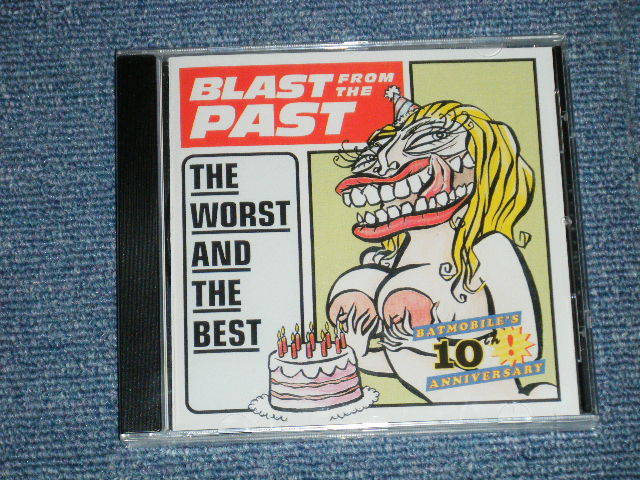 BLAST FROM
THE
PAST
THE
WORST
AND
THE
BEST
BATMOBILE'S
10th!
ANNIVERSARY